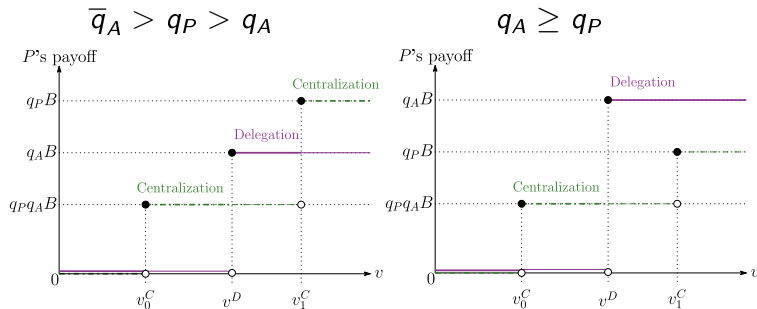 q̅_A > q_P > q_A
P's payoff
Centralization
q_P B
Delegation
q_A B
Centralization
q_P q_A B
0
v
v_0^C
v^D
v_1^C
q_A ≥ q_P
P's payoff
Delegation
q_A B
q_P B
Centralization
q_P q_A B
0
v
v_0^C
v^D
v_1^C